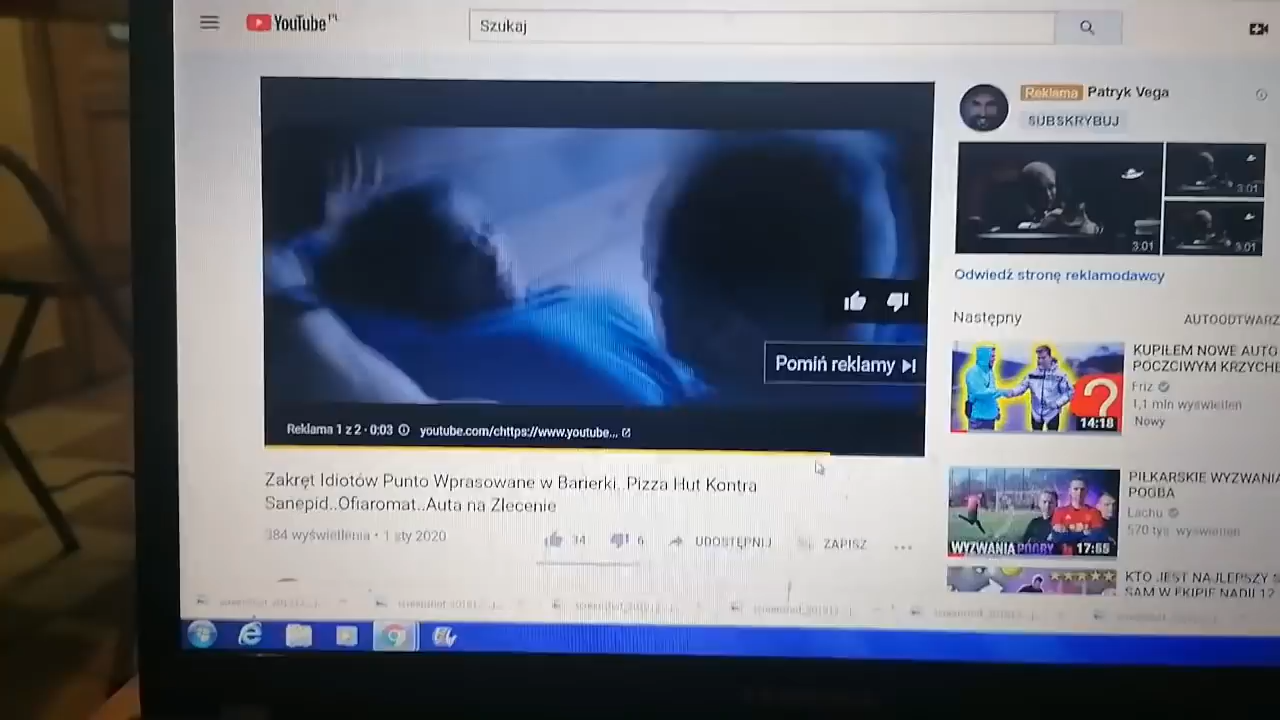 YouTube PL
Szukaj
Reklama Patryk Vega
SUBSKRYBUJ
3:01
3:01
3:01
Odwiedź stronę reklamodawcy
Pomiń reklamy
Reklama 1 z 2 · 0:03 youtube.com/chttps://www.youtube...
Zakręt Idiotów Punto Wprasowane w Barierki..Pizza Hut Kontra
Sanepid..Ofiaromat..Auta na Zlecenie
384 wyświetlenia • 1 sty 2020
34
6
UDOSTĘPNIJ
ZAPISZ
Następny
AUTOODTWARZ
KUPIŁEM NOWE AUTO
POCZCIWYM KRZYCHE
Friz
1,1 mln wyświetleń
Nowy
14:18
PIŁKARSKIE WYZWANIA
POGBA
Lachu
570 tys. wyświetleń
WYZWANIA POGBY
17:55
KTO JEST NAJLEPSZY
SAM W EKIPIE NADII 12